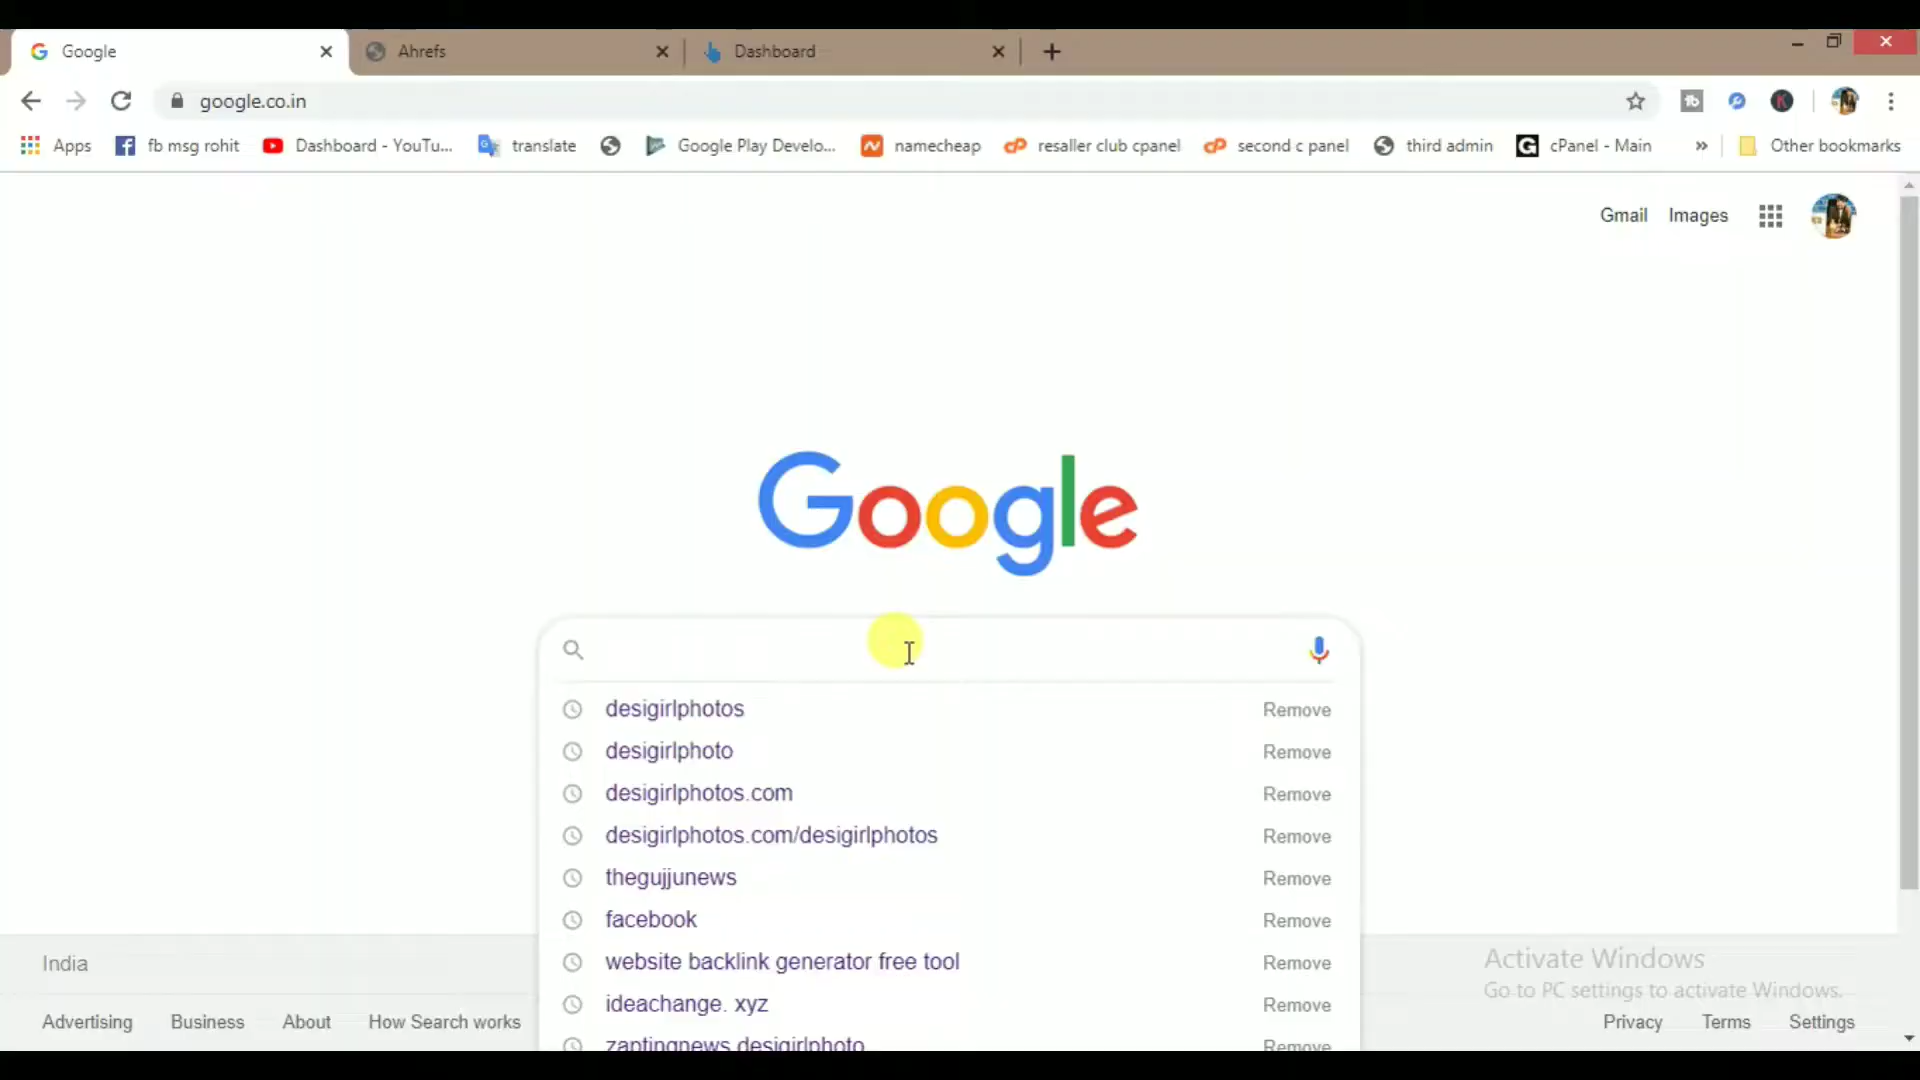 Google Ahrefs Dashboard
google.co.in
Apps fb msg rohit Dashboard - YouTu... translate Google Play Develo... namecheap resaller club cpanel second c panel third admin cPanel - Main » Other bookmarks
Gmail Images
Google
desigirlphotos Remove
desigirlphoto Remove
desigirlphotos.com Remove
desigirlphotos.com/desigirlphotos Remove
thegujjunews Remove
facebook Remove
website backlink generator free tool Remove
ideachange. xyz Remove
zaptingnews desigirlphoto Remove
India
Activate Windows
Go to PC settings to activate Windows.
Advertising Business About How Search works Privacy Terms Settings